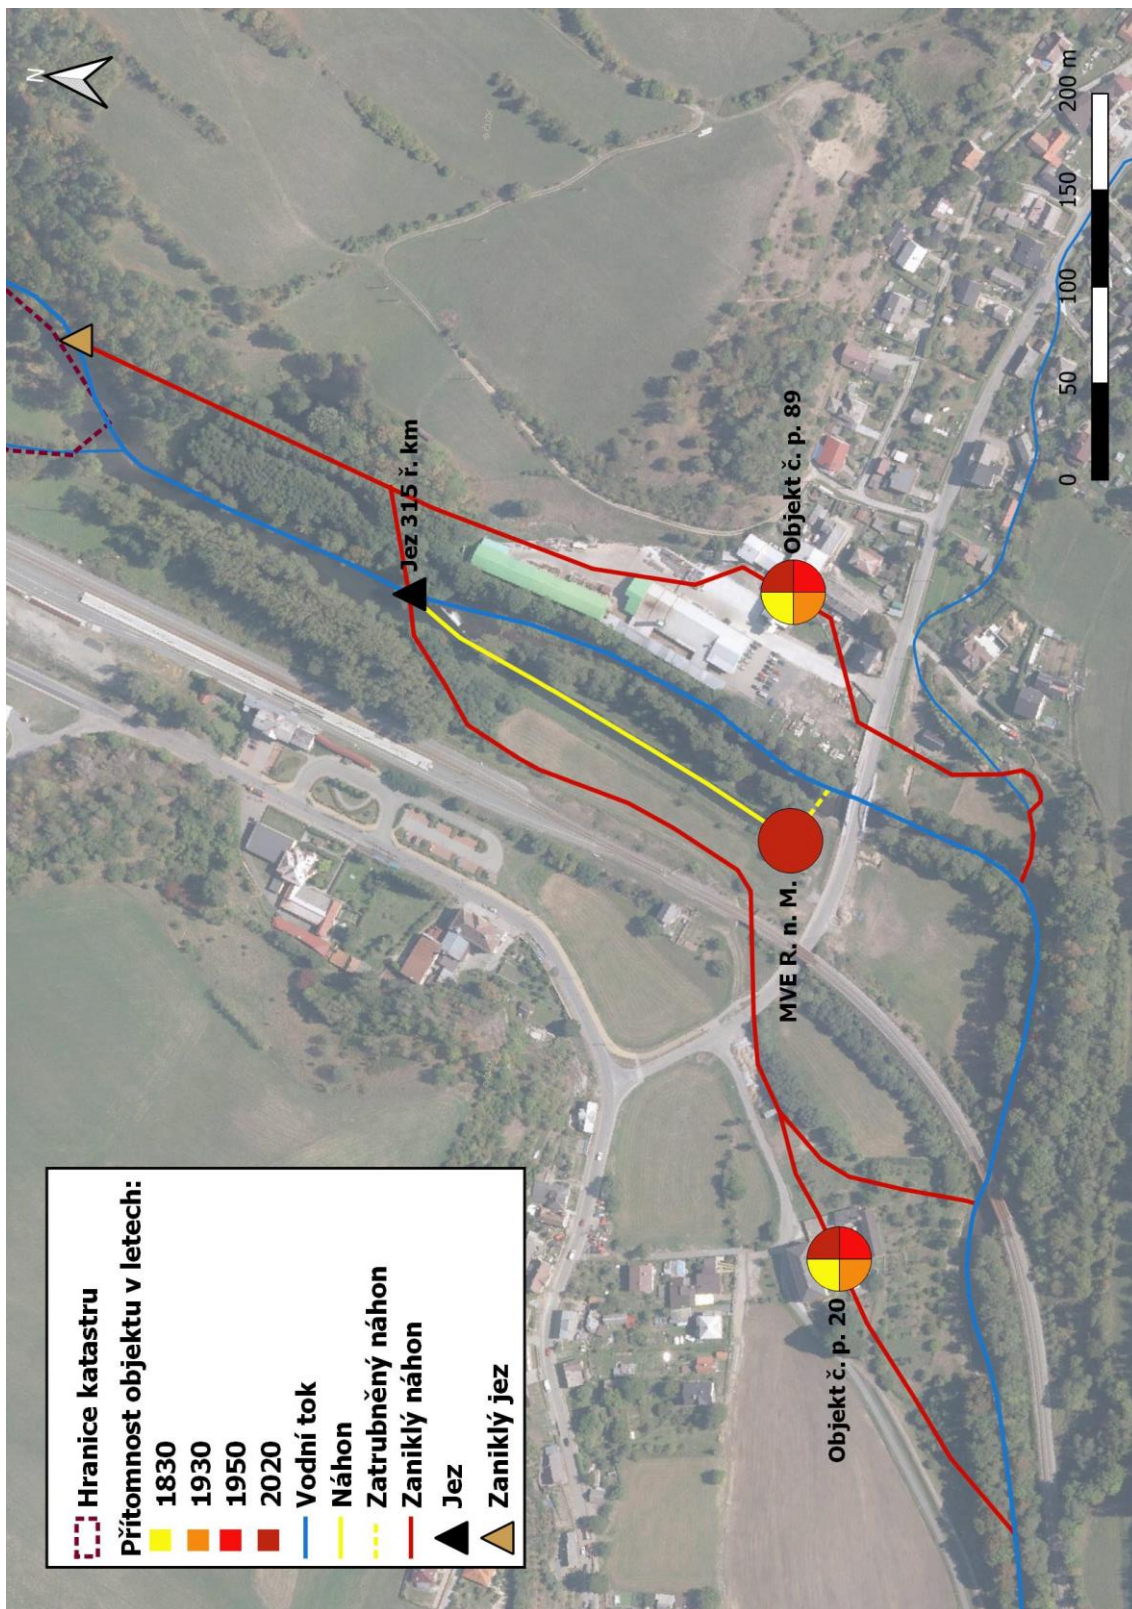 N
Hranice katastru
Přítomnost objektu v letech:
1830
1930
1950
2020
Vodní tok
Náhon
Zatrubněný náhon
Zaniklý náhon
Jez
Zaniklý jez
Jez 315 ř. km
Objekt č. p. 20
MVE R. n. M.
Objekt č. p. 89
0 50 100 150 200 m